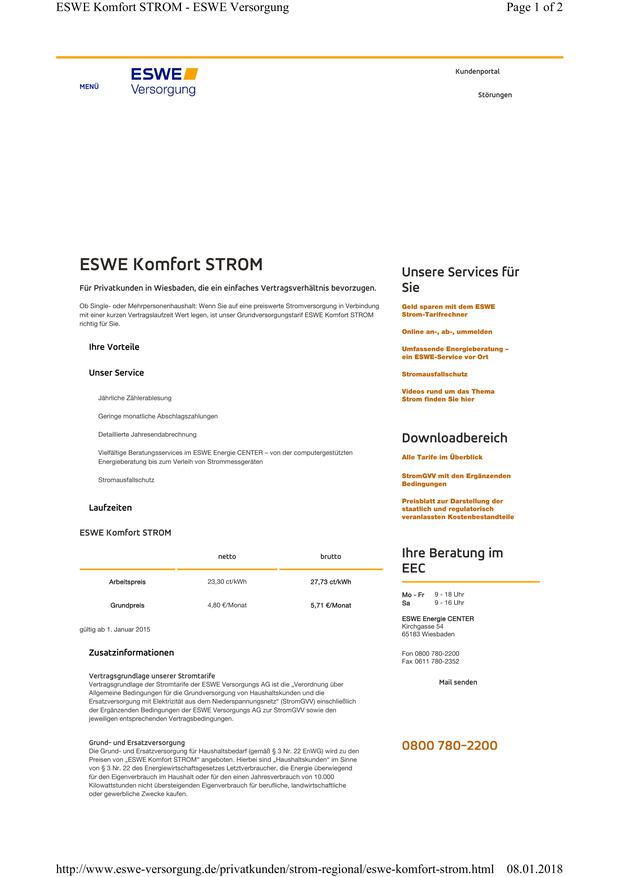 ESWE Komfort STROM - ESWE Versorgung
Page 1 of 2
MENÜ
ESWE
Versorgung
Kundenportal
Störungen
ESWE Komfort STROM
Für Privatkunden in Wiesbaden, die ein einfaches Vertragsverhältnis bevorzugen.
Ob Single- oder Mehrpersonenhaushalt: Wenn Sie auf eine preiswerte Stromversorgung in Verbindung
mit einer kurzen Vertragslaufzeit Wert legen, ist unser Grundversorgungstarif ESWE Komfort STROM
richtig für Sie.
Ihre Vorteile
Unser Service
Jährliche Zählerablesung
Geringe monatliche Abschlagszahlungen
Detaillierte Jahresendabrechnung
Vielfältige Beratungsservices im ESWE Energie CENTER – von der computergestützten
Energieberatung bis zum Verleih von Strommessgeräten
Stromausfallschutz
Laufzeiten
ESWE Komfort STROM
netto brutto
Arbeitspreis 23,30 ct/kWh 27,73 ct/kWh
Grundpreis 4,80 €/Monat 5,71 €/Monat
gültig ab 1. Januar 2015
Zusatzinformationen
Vertragsgrundlage unserer Stromtarife
Vertragsgrundlage der Stromtarife der ESWE Versorgungs AG ist die „Verordnung über
Allgemeine Bedingungen für die Grundversorgung von Haushaltskunden und die
Ersatzversorgung mit Elektrizität aus dem Niederspannungsnetz“ (StromGVV) einschließlich
der Ergänzenden Bedingungen der ESWE Versorgungs AG zur StromGVV sowie den
jeweiligen entsprechenden Vertragsbedingungen.
Grund- und Ersatzversorgung
Die Grund- und Ersatzversorgung für Haushaltsbedarf (gemäß § 3 Nr. 22 EnWG) wird zu den
Preisen von „ESWE Komfort STROM“ angeboten. Hierbei sind „Haushaltskunden“ im Sinne
von § 3 Nr. 22 des Energiewirtschaftsgesetzes Letztverbraucher, die Energie überwiegend
für den Eigenverbrauch im Haushalt oder für den einen Jahresverbrauch von 10.000
Kilowattstunden nicht übersteigenden Eigenverbrauch für berufliche, landwirtschaftliche
oder gewerbliche Zwecke kaufen.
Unsere Services für
Sie
Geld sparen mit dem ESWE
Strom-Tarifrechner
Online an-, ab-, ummelden
Umfassende Energieberatung –
ein ESWE-Service vor Ort
Stromausfallschutz
Videos rund um das Thema
Strom finden Sie hier
Downloadbereich
Alle Tarife im Überblick
StromGVV mit den Ergänzenden
Bedingungen
Preisblatt zur Darstellung der
staatlich und regulatorisch
veranlassten Kostenbestandteile
Ihre Beratung im
EEC
Mo - Fr 9 - 18 Uhr
Sa 9 - 16 Uhr
ESWE Energie CENTER
Kirchgasse 54
65183 Wiesbaden
Fon 0800 780-2200
Fax 0611 780-2352
Mail senden
0800 780-2200
http://www.eswe-versorgung.de/privatkunden/strom-regional/eswe-komfort-strom.html 08.01.2018